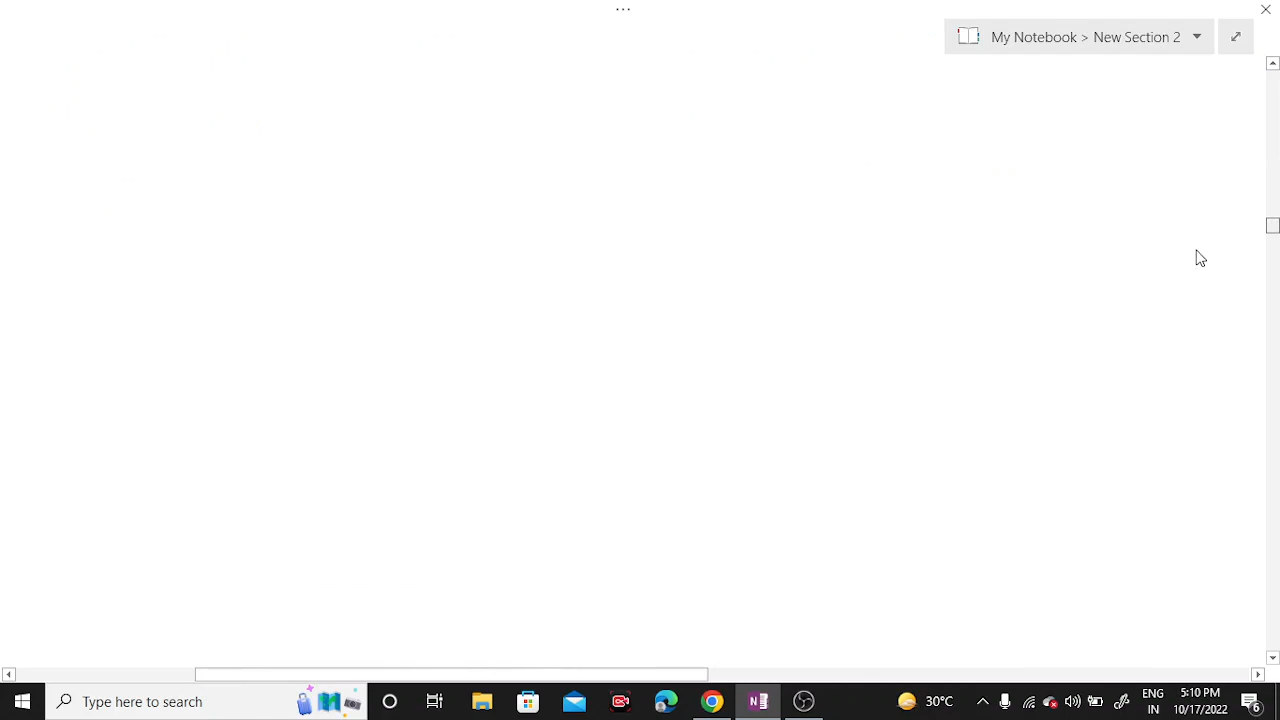 My Notebook > New Section 2
Type here to search
30°C
ENG
IN
5:10 PM
10/17/2022
6